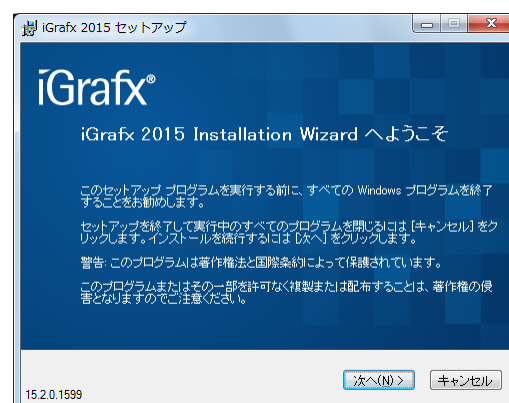 iGrafx 2015 セットアップ
iGrafx®
iGrafx 2015 Installation Wizard へようこそ
このセットアップ プログラムを実行する前に、すべての Windows プログラムを終了
することをお勧めします。
セットアップを終了して実行中のすべてのプログラムを閉じるには [キャンセル] をク
リックします。インストールを続行するには [次へ] をクリックします。
警告: このプログラムは著作権法と国際条約によって保護されています。
このプログラムまたはその一部を許可なく複製または配布することは、著作権の侵
害となりますのでご注意ください。
次へ(N) >
キャンセル
15.2.0.1599